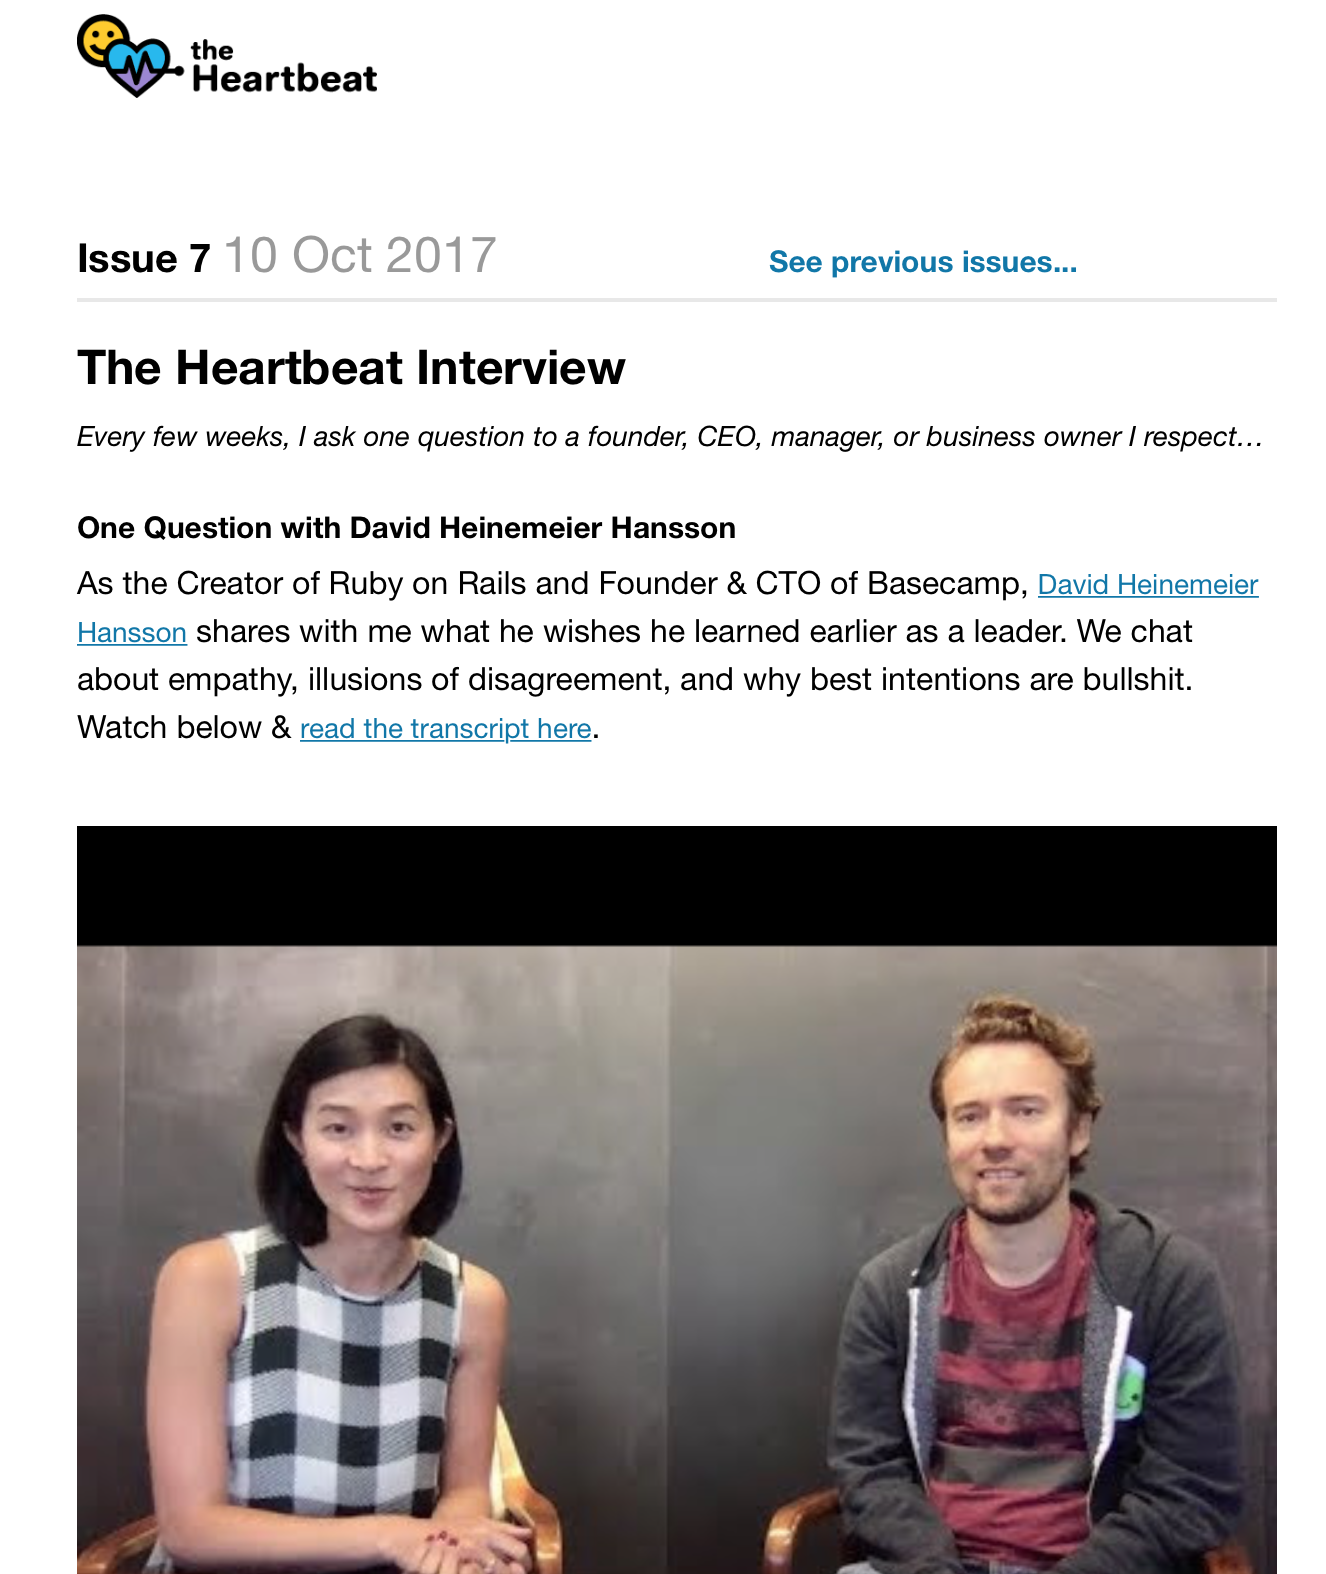 the
Heartbeat
Issue 7 10 Oct 2017
See previous issues...
The Heartbeat Interview
Every few weeks, I ask one question to a founder, CEO, manager, or business owner I respect…
One Question with David Heinemeier Hansson
As the Creator of Ruby on Rails and Founder & CTO of Basecamp, David Heinemeier
Hansson shares with me what he wishes he learned earlier as a leader. We chat
about empathy, illusions of disagreement, and why best intentions are bullshit.
Watch below & read the transcript here.